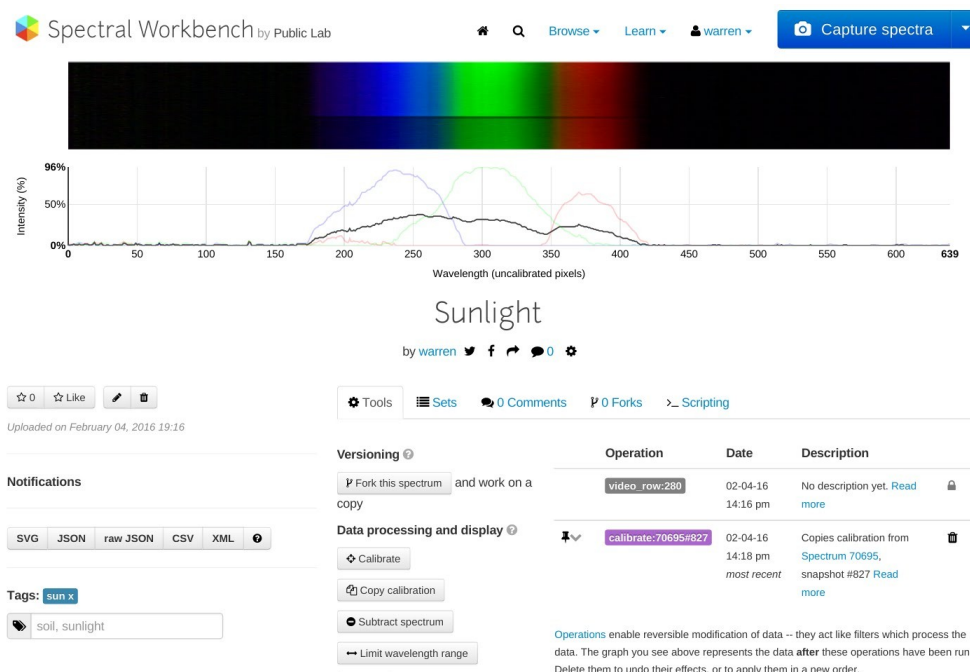 Spectral Workbench by Public Lab
Browse Learn warren Capture spectra
96%
50%
0%
Intensity (%)
0 50 100 150 200 250 300 350 400 450 500 550 600 639
Wavelength (uncalibrated pixels)
Sunlight
by warren 0
0 Like
Uploaded on February 04, 2016 19:16
Notifications
SVG JSON raw JSON CSV XML
Tags: sun x
soil, sunlight
Tools Sets 0 Comments 0 Forks Scripting
Versioning
Fork this spectrum and work on a
copy
Data processing and display
Calibrate
Copy calibration
Subtract spectrum
Limit wavelength range
Operation Date Description
video_row:280 02-04-16 No description yet. Read
14:16 pm more
calibrate:70695#827 02-04-16 Copies calibration from
14:18 pm Spectrum 70695,
most recent snapshot #827 Read
more
Operations enable reversible modification of data -- they act like filters which process the
data. The graph you see above represents the data after these operations have been run
Delete them to undo their effects, or to apply them in a new order.